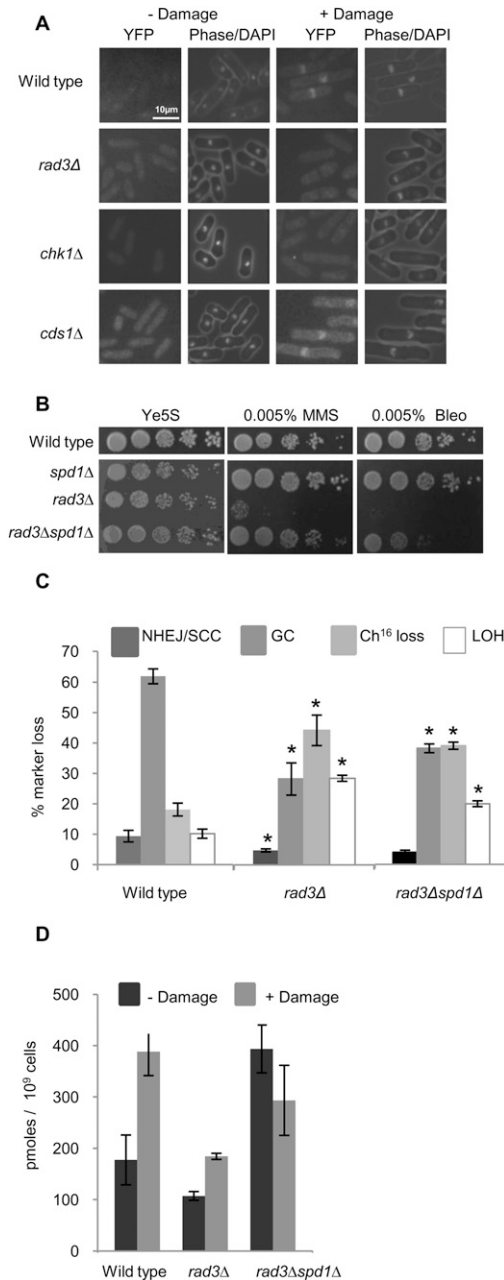 A
- Damage + Damage
YFP Phase/DAPI YFP Phase/DAPI
Wild type
10μm
rad3Δ
chk1Δ
cds1Δ
B
Ye5S 0.005% MMS 0.005% Bleo
Wild type
spd1Δ
rad3Δ
rad3Δspd1Δ
C
NHEJ/SCC GC Ch¹⁶ loss LOH
% marker loss
70
60
50
40
30
20
10
0
* * * *
* * *
Wild type rad3Δ rad3Δspd1Δ
D
- Damage + Damage
pmoles / 10⁹ cells
500
400
300
200
100
0
Wild type rad3Δ rad3Δspd1Δ